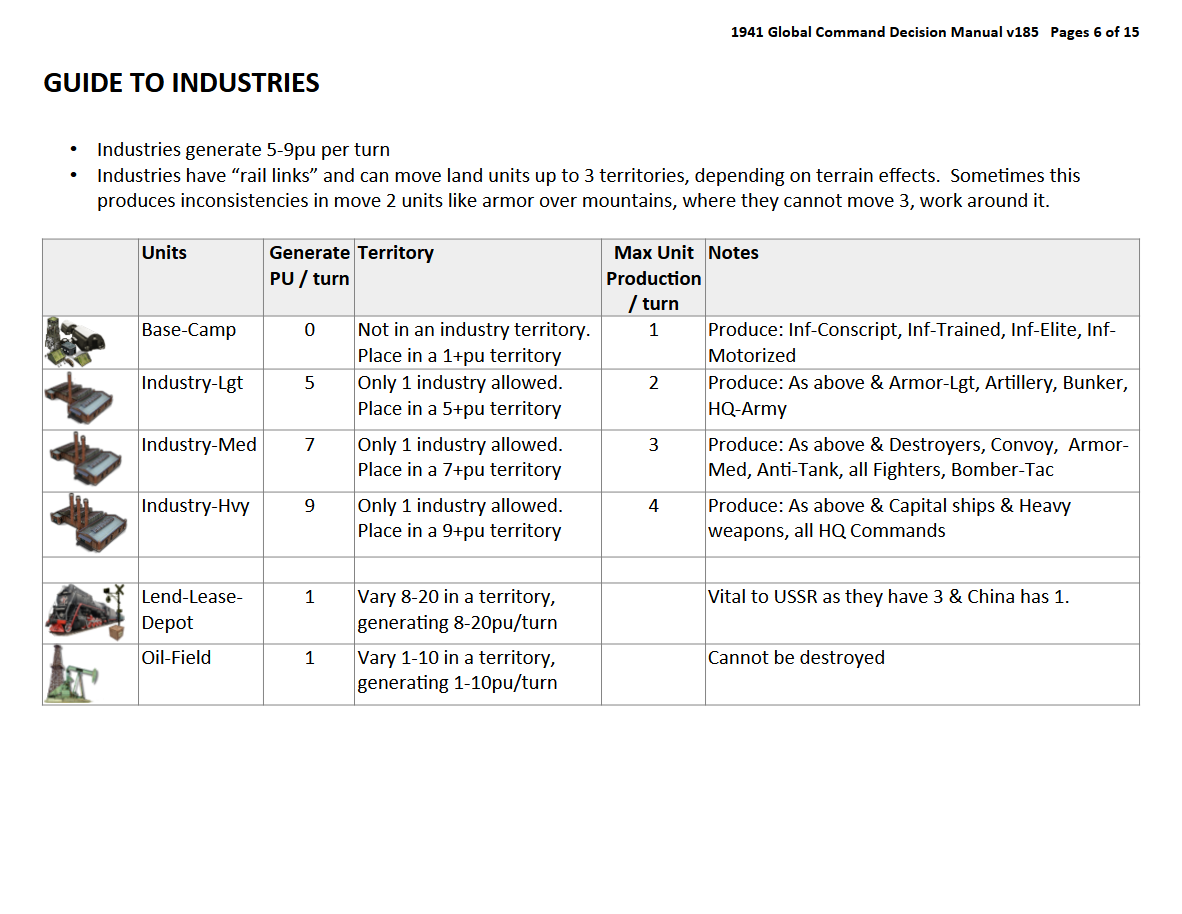 1941 Global Command Decision Manual v185   Pages 6 of 15
GUIDE TO INDUSTRIES
• Industries generate 5-9pu per turn
• Industries have “rail links” and can move land units up to 3 territories, depending on terrain effects.  Sometimes this
produces inconsistencies in move 2 units like armor over mountains, where they cannot move 3, work around it.
Units Generate Territory Max Unit Notes
PU / turn Production
/ turn
Base-Camp 0 Not in an industry territory. 1 Produce: Inf-Conscript, Inf-Trained, Inf-Elite, Inf-
Place in a 1+pu territory Motorized
Industry-Lgt 5 Only 1 industry allowed. 2 Produce: As above & Armor-Lgt, Artillery, Bunker,
Place in a 5+pu territory HQ-Army
Industry-Med 7 Only 1 industry allowed. 3 Produce: As above & Destroyers, Convoy,  Armor-
Place in a 7+pu territory Med, Anti-Tank, all Fighters, Bomber-Tac
Industry-Hvy 9 Only 1 industry allowed. 4 Produce: As above & Capital ships & Heavy
Place in a 9+pu territory weapons, all HQ Commands
Lend-Lease- 1 Vary 8-20 in a territory, Vital to USSR as they have 3 & China has 1.
Depot generating 8-20pu/turn
Oil-Field 1 Vary 1-10 in a territory, Cannot be destroyed
generating 1-10pu/turn